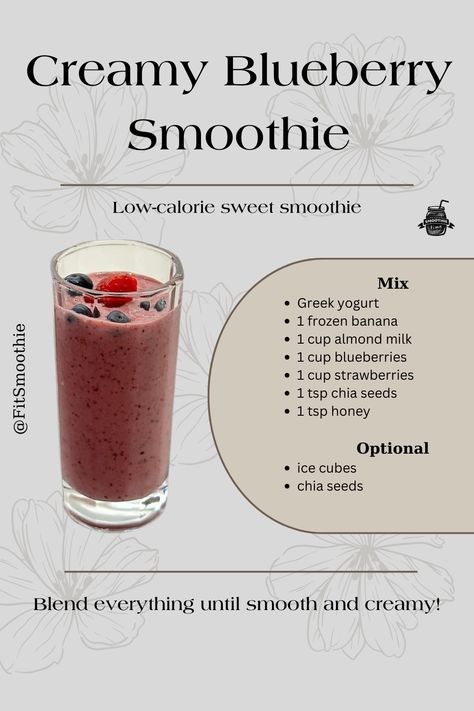 Creamy Blueberry
Smoothie
Low-calorie sweet smoothie
SMOOTHIE
time
@FitSmoothie
Mix
• Greek yogurt
• 1 frozen banana
• 1 cup almond milk
• 1 cup blueberries
• 1 cup strawberries
• 1 tsp chia seeds
• 1 tsp honey
Optional
• ice cubes
• chia seeds
Blend everything until smooth and creamy!